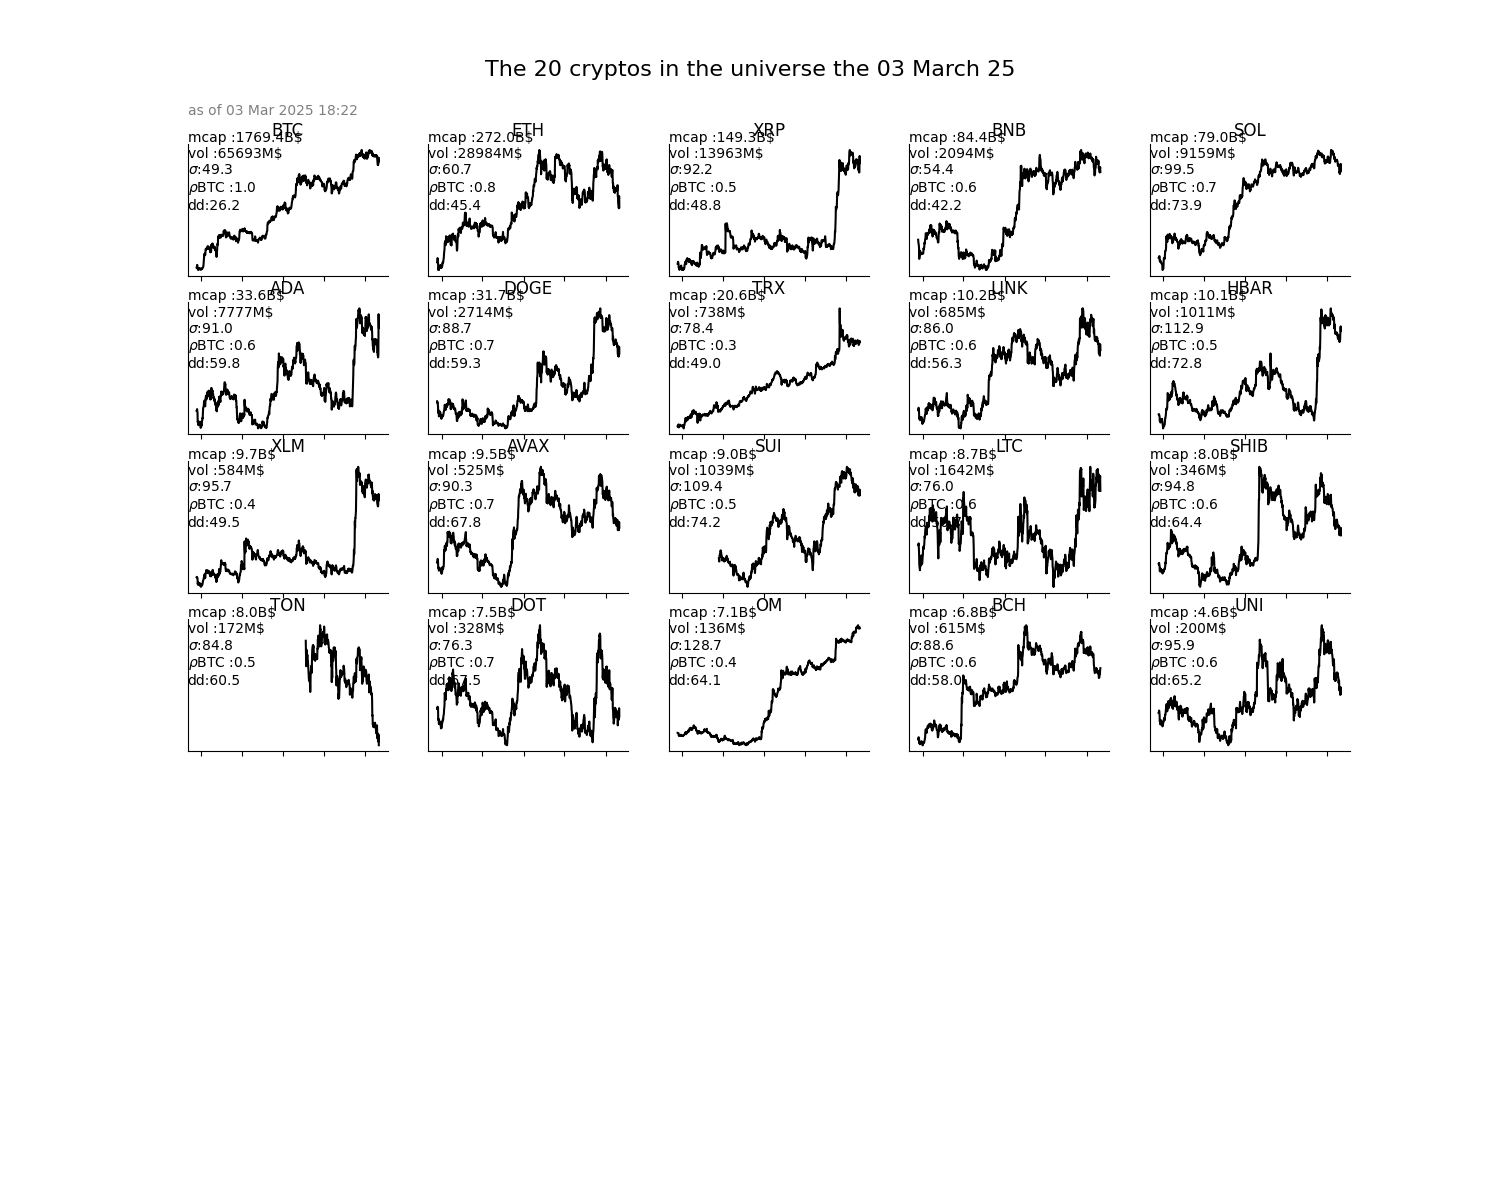 The 20 cryptos in the universe the 03 March 25
as of 03 Mar 2025 18:22
BTC
mcap :1769.4B$
vol :65693M$
σ:49.3
ρBTC :1.0
dd:26.2
ETH
mcap :272.0B$
vol :28984M$
σ:60.7
ρBTC :0.8
dd:45.4
XRP
mcap :149.3B$
vol :13963M$
σ:92.2
ρBTC :0.5
dd:48.8
BNB
mcap :84.4B$
vol :2094M$
σ:54.4
ρBTC :0.6
dd:42.2
SOL
mcap :79.0B$
vol :9159M$
σ:99.5
ρBTC :0.7
dd:73.9
ADA
mcap :33.6B$
vol :7777M$
σ:91.0
ρBTC :0.6
dd:59.8
DOGE
mcap :31.7B$
vol :2714M$
σ:88.7
ρBTC :0.7
dd:59.3
TRX
mcap :20.6B$
vol :738M$
σ:78.4
ρBTC :0.3
dd:49.0
LINK
mcap :10.2B$
vol :685M$
σ:86.0
ρBTC :0.6
dd:56.3
HBAR
mcap :10.1B$
vol :1011M$
σ:112.9
ρBTC :0.5
dd:72.8
XLM
mcap :9.7B$
vol :584M$
σ:95.7
ρBTC :0.4
dd:49.5
AVAX
mcap :9.5B$
vol :525M$
σ:90.3
ρBTC :0.7
dd:67.8
SUI
mcap :9.0B$
vol :1039M$
σ:109.4
ρBTC :0.5
dd:74.2
LTC
mcap :8.7B$
vol :1642M$
σ:76.0
ρBTC :0.6
SHIB
mcap :8.0B$
vol :346M$
σ:94.8
ρBTC :0.6
dd:64.4
TON
mcap :8.0B$
vol :172M$
σ:84.8
ρBTC :0.5
dd:60.5
DOT
mcap :7.5B$
vol :328M$
σ:76.3
ρBTC :0.7
dd:67.5
OM
mcap :7.1B$
vol :136M$
σ:128.7
ρBTC :0.4
dd:64.1
BCH
mcap :6.8B$
vol :615M$
σ:88.6
ρBTC :0.6
dd:58.0
UNI
mcap :4.6B$
vol :200M$
σ:95.9
ρBTC :0.6
dd:65.2